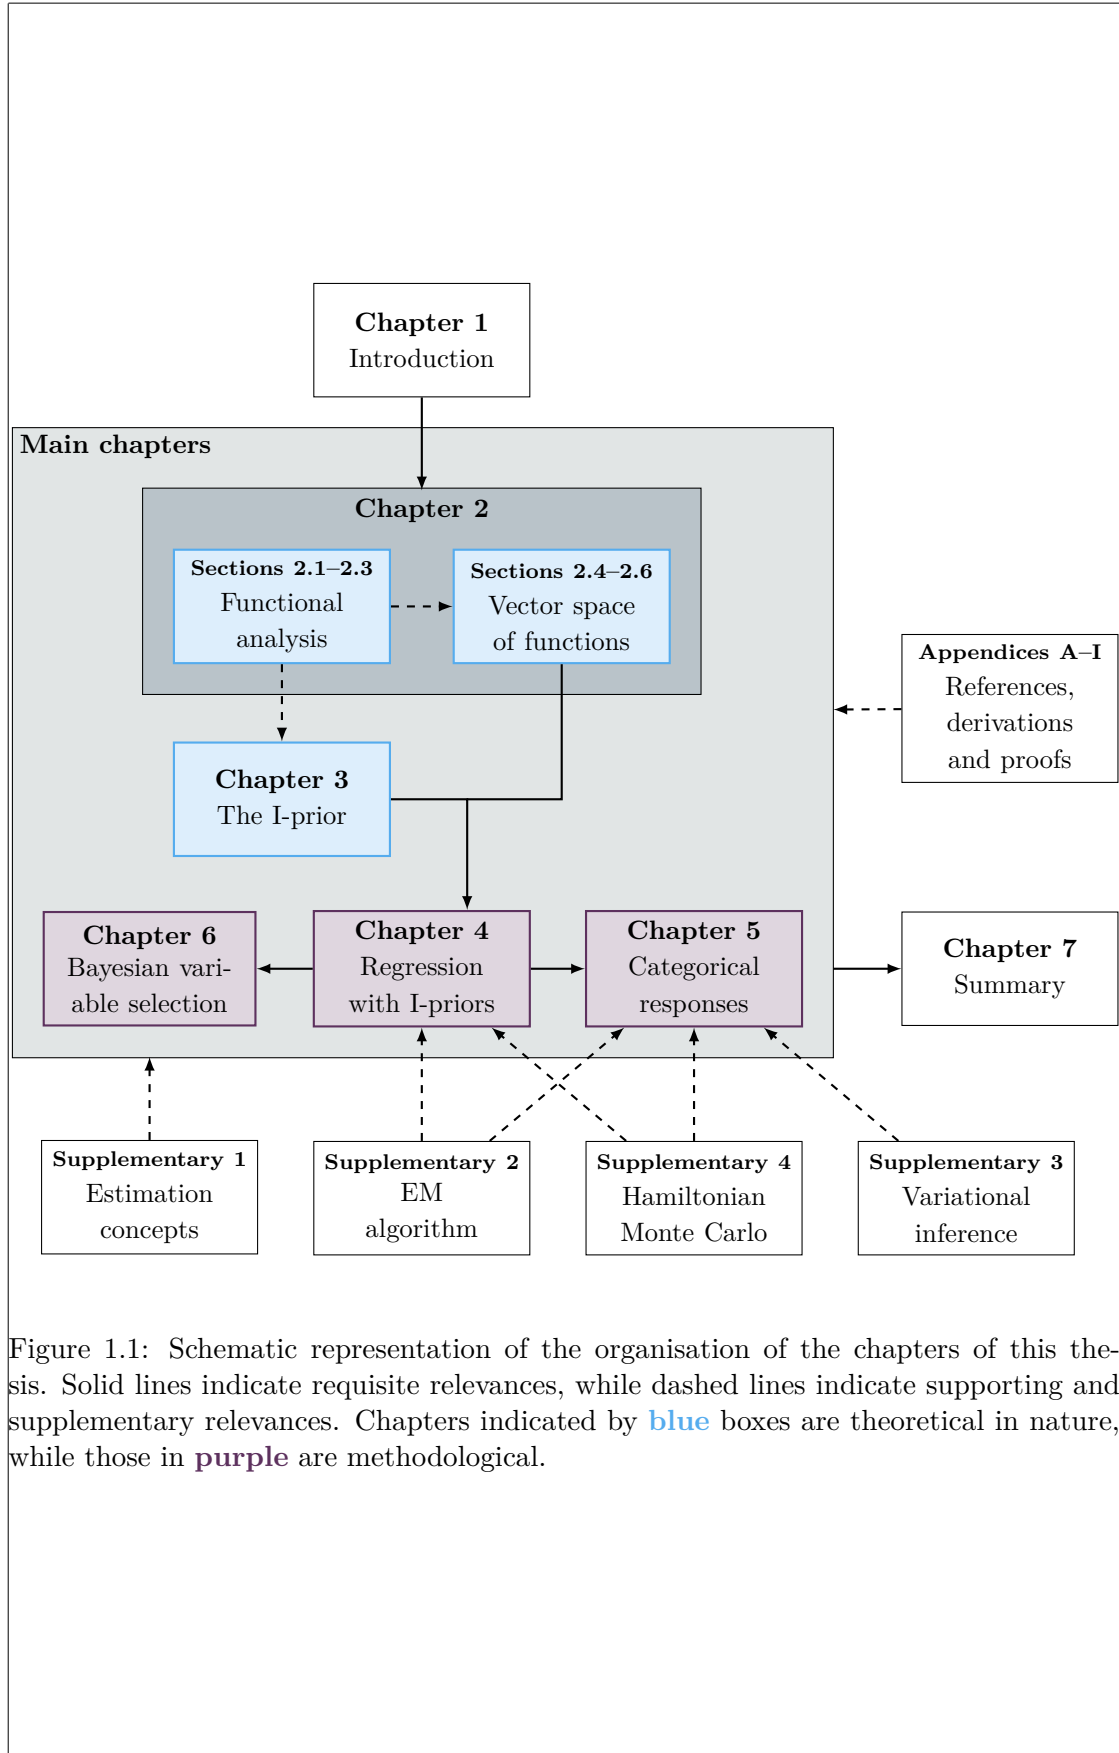 Chapter 1
Introduction
Main chapters
Chapter 2
Sections 2.1–2.3
Functional
analysis
Sections 2.4–2.6
Vector space
of functions
Appendices A–I
References,
derivations
and proofs
Chapter 3
The I-prior
Chapter 6
Bayesian vari-
able selection
Chapter 4
Regression
with I-priors
Chapter 5
Categorical
responses
Chapter 7
Summary
Supplementary 1
Estimation
concepts
Supplementary 2
EM
algorithm
Supplementary 4
Hamiltonian
Monte Carlo
Supplementary 3
Variational
inference
Figure 1.1: Schematic representation of the organisation of the chapters of this the-
sis. Solid lines indicate requisite relevances, while dashed lines indicate supporting and
supplementary relevances. Chapters indicated by blue boxes are theoretical in nature,
while those in purple are methodological.